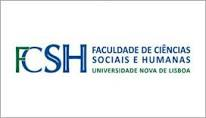 FCSH FACULDADE DE CIÊNCIAS
SOCIAIS E HUMANAS
UNIVERSIDADE NOVA DE LISBOA